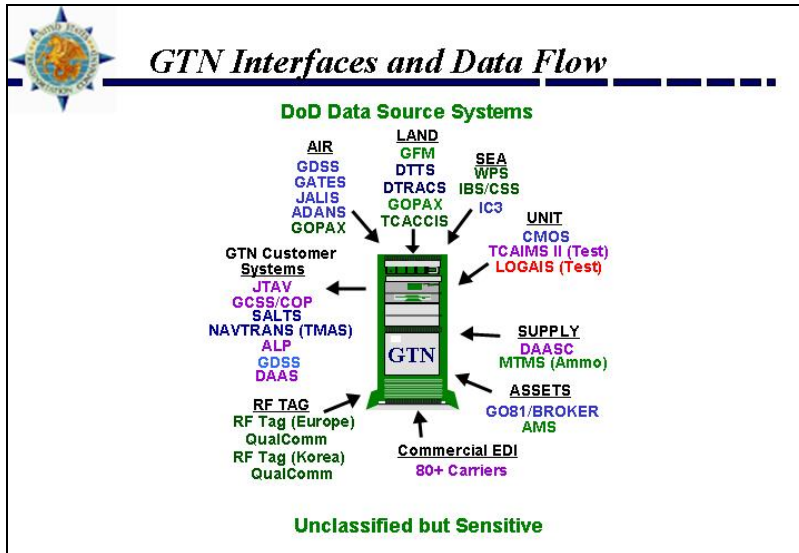 GTN Interfaces and Data Flow
DoD Data Source Systems
AIR
GDSS
GATES
JALIS
ADANS
GOPAX
LAND
GFM
DTTS
DTRACS
GOPAX
TCACCIS
SEA
WPS
IBS/CSS
IC3
UNIT
CMOS
TCAIMS II (Test)
LOGAIS (Test)
GTN Customer
Systems
JTAV
GCSS/COP
SALTS
NAVTRANS (TMAS)
ALP
GDSS
DAAS
GTN
SUPPLY
DAASC
MTMS (Ammo)
ASSETS
GO81/BROKER
AMS
RF TAG
RF Tag (Europe)
QualComm
RF Tag (Korea)
QualComm
Commercial EDI
80+ Carriers
Unclassified but Sensitive